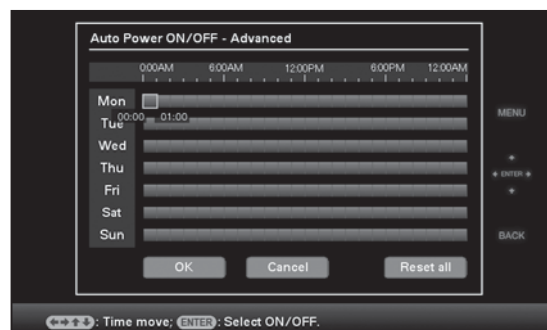 Auto Power ON/OFF - Advanced
0:00AM 6:00AM 12:00PM 6:00PM 12:00AM
Mon
00:00 01:00
Tue
Wed
Thu
Fri
Sat
Sun
OK Cancel Reset all
MENU
ENTER
BACK
: Time move; ENTER : Select ON/OFF.